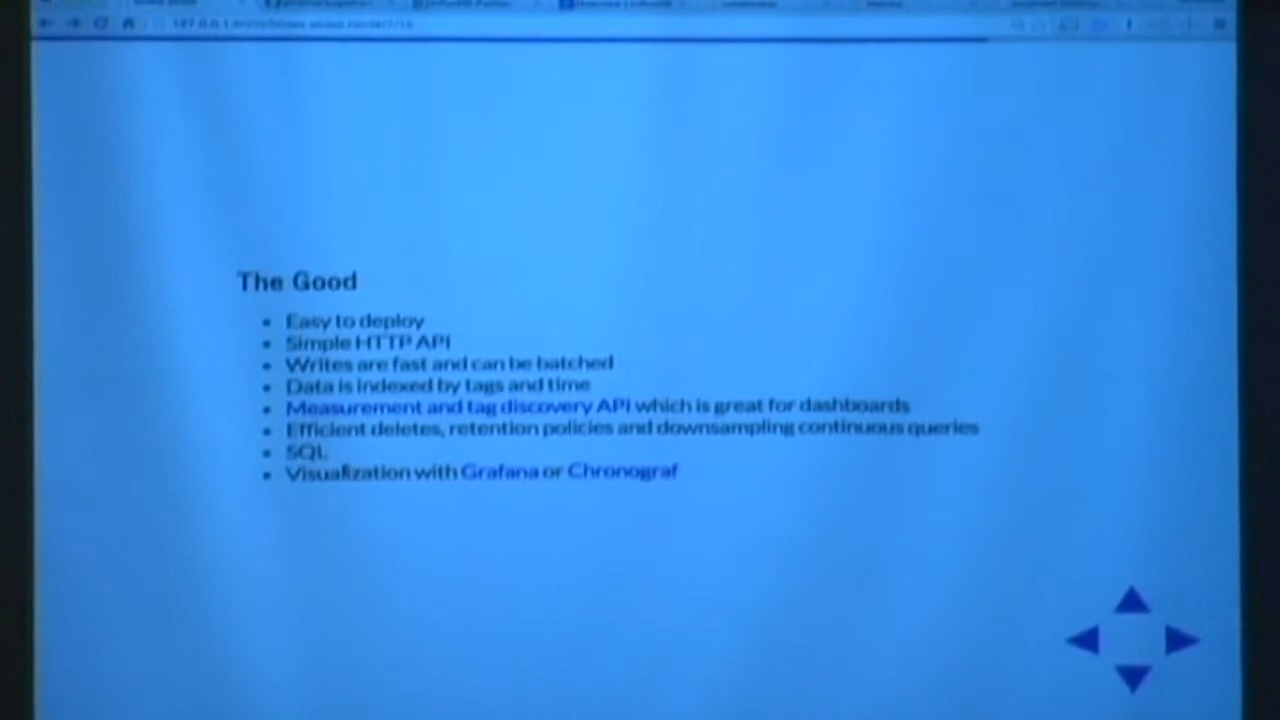 The Good
Easy to deploy
Simple HTTP API
Writes are fast and can be batched
Data is indexed by tags and time
Measurement and tag discovery API which is great for dashboards
Efficient deletes, retention policies and downsampling continuous queries
SQL
Visualization with Grafana or Chronograf